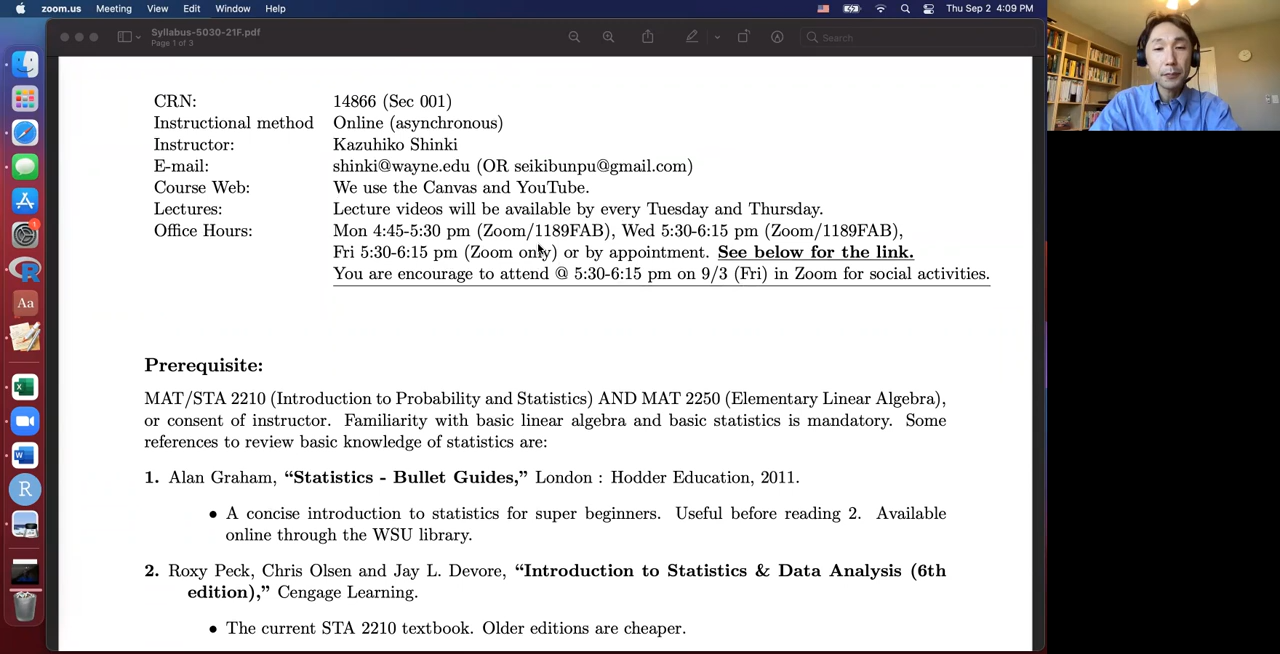 zoom.us Meeting View Edit Window Help Thu Sep 2 4:09 PM
Syllabus-5030-21F.pdf
Page 1 of 3
Search
CRN: 14866 (Sec 001)
Instructional method Online (asynchronous)
Instructor: Kazuhiko Shinki
E-mail: shinki@wayne.edu (OR seikibunpu@gmail.com)
Course Web: We use the Canvas and YouTube.
Lectures: Lecture videos will be available by every Tuesday and Thursday.
Office Hours: Mon 4:45-5:30 pm (Zoom/1189FAB), Wed 5:30-6:15 pm (Zoom/1189FAB),
Fri 5:30-6:15 pm (Zoom only) or by appointment. See below for the link.
You are encourage to attend @ 5:30-6:15 pm on 9/3 (Fri) in Zoom for social activities.
Prerequisite:
MAT/STA 2210 (Introduction to Probability and Statistics) AND MAT 2250 (Elementary Linear Algebra),
or consent of instructor. Familiarity with basic linear algebra and basic statistics is mandatory. Some
references to review basic knowledge of statistics are:
1. Alan Graham, “Statistics - Bullet Guides,” London : Hodder Education, 2011.
• A concise introduction to statistics for super beginners. Useful before reading 2. Available
online through the WSU library.
2. Roxy Peck, Chris Olsen and Jay L. Devore, “Introduction to Statistics & Data Analysis (6th
edition),” Cengage Learning.
• The current STA 2210 textbook. Older editions are cheaper.
1
R
Aa
X
W
R